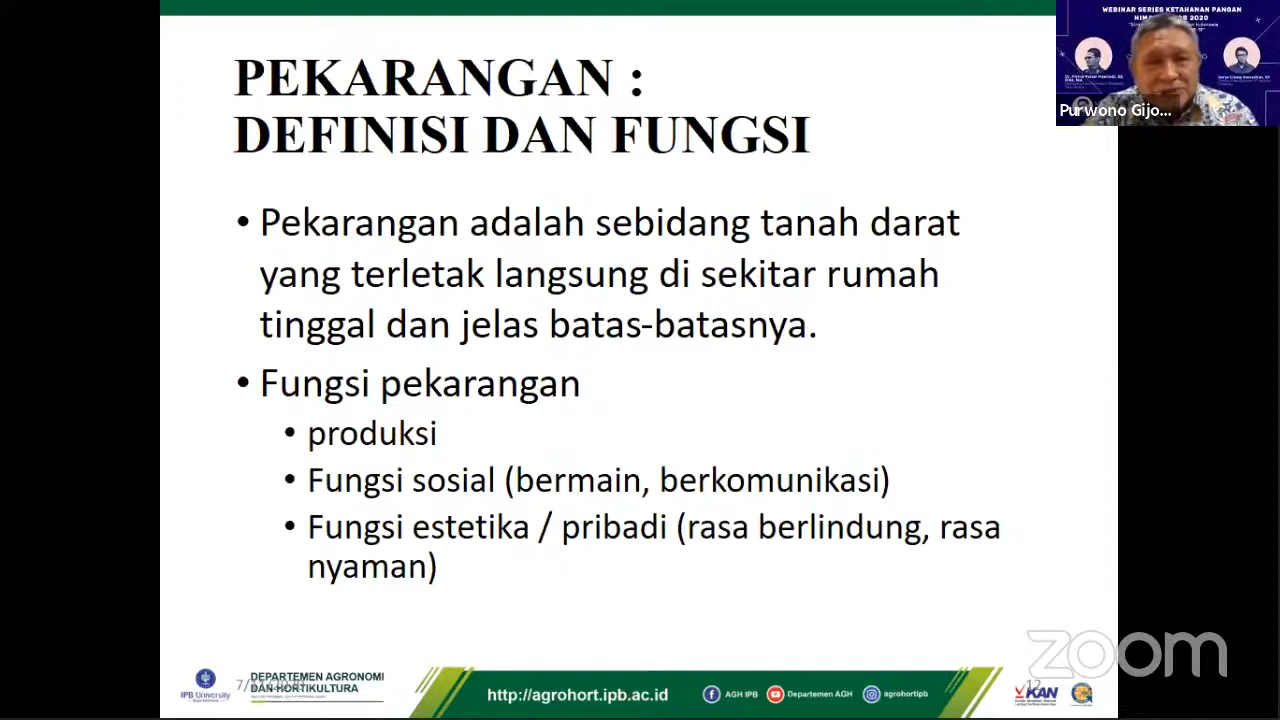 PEKARANGAN :
DEFINISI DAN FUNGSI
• Pekarangan adalah sebidang tanah darat
yang terletak langsung di sekitar rumah
tinggal dan jelas batas-batasnya.
• Fungsi pekarangan
• produksi
• Fungsi sosial (bermain, berkomunikasi)
• Fungsi estetika / pribadi (rasa berlindung, rasa
nyaman)
WEBINAR SERIES KETAHANAN PANGAN
2020
Purwono Gijo...
zoom
IPB University
DEPARTEMEN AGRONOMI
DAN HORTIKULTURA
http://agrohort.ipb.ac.id
AGH IPB
Departemen AGH
agrohortipb
12
KAN